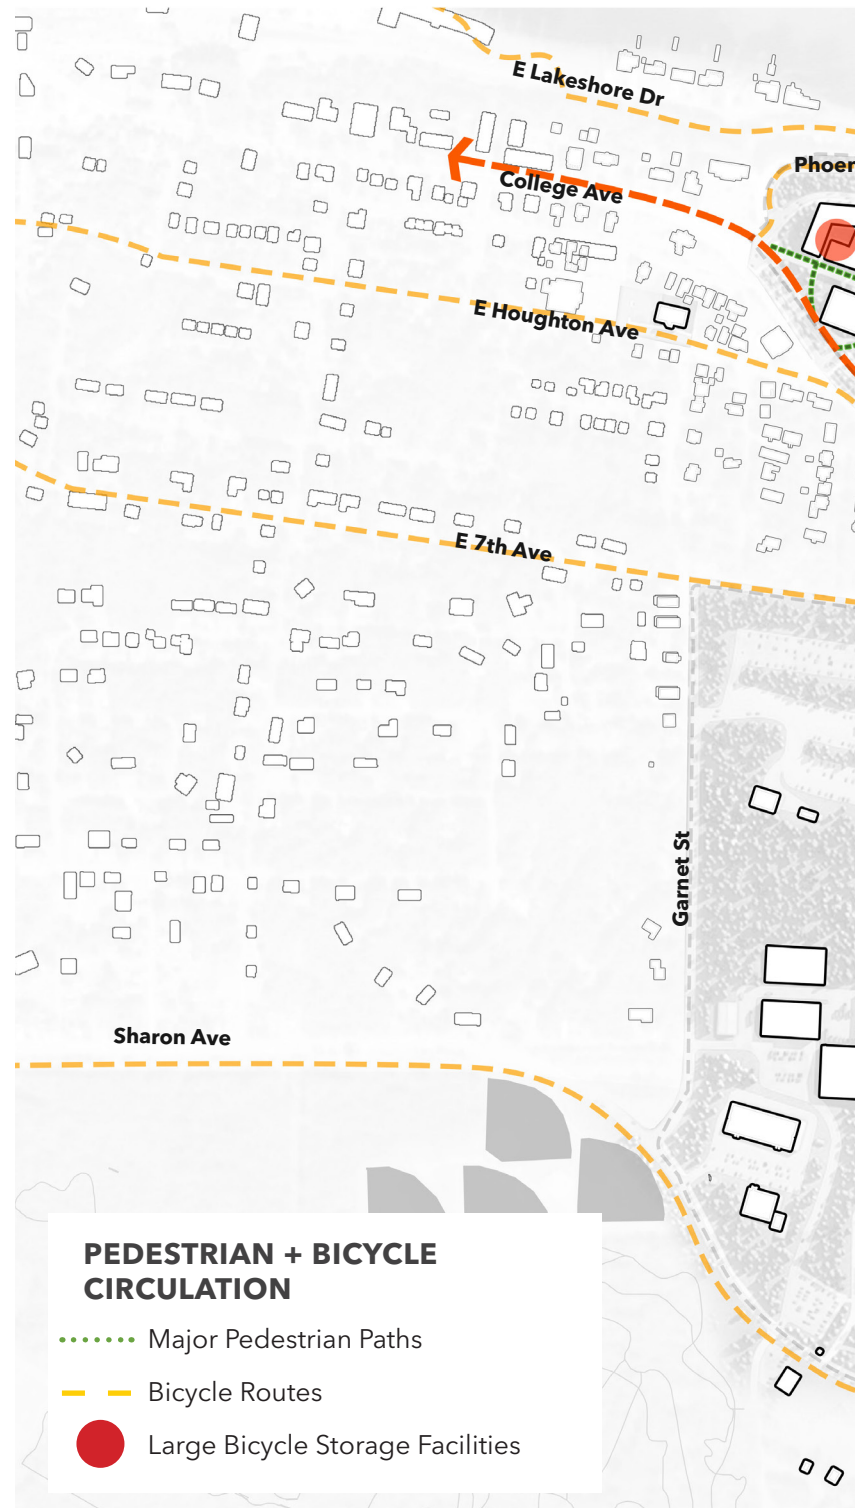 E Lakeshore Dr
Phoer
College Ave
E Houghton Ave
E 7th Ave
Garnet St
Sharon Ave
PEDESTRIAN + BICYCLE
CIRCULATION
Major Pedestrian Paths
Bicycle Routes
Large Bicycle Storage Facilities